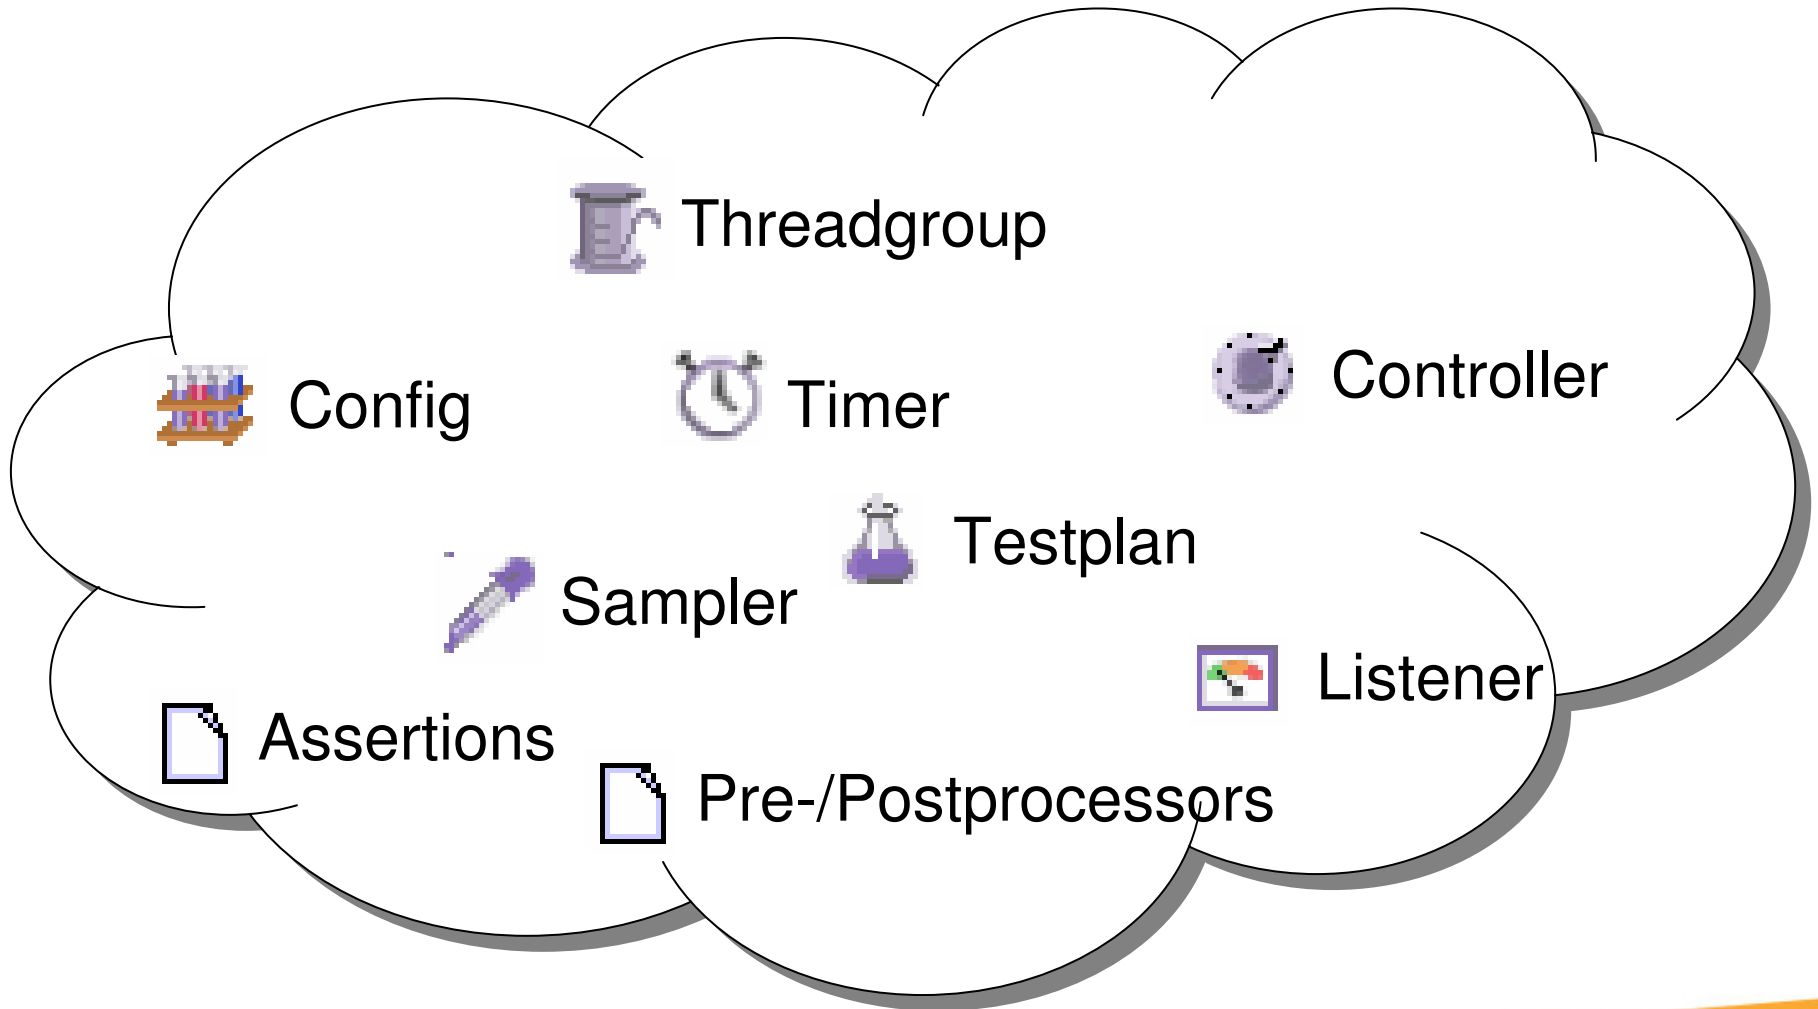 Threadgroup
Controller
Config
Timer
Testplan
Sampler
Listener
Assertions
Pre-/Postprocessors